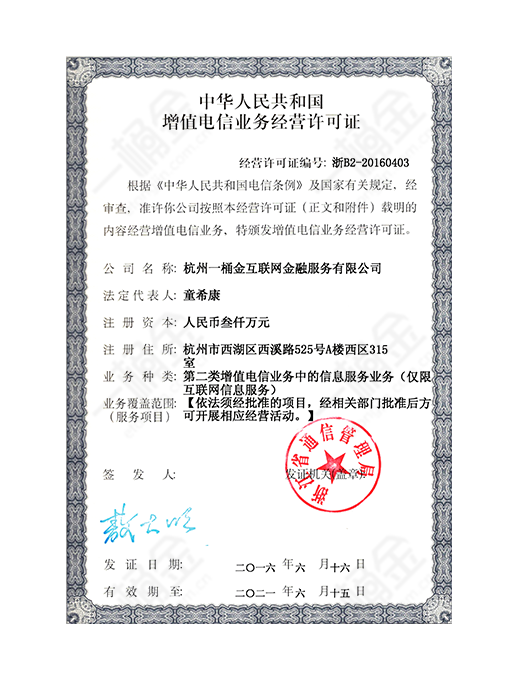 中华人民共和国
增值电信业务经营许可证
经营许可证编号: 浙B2-20160403
根据《中华人民共和国电信条例》及国家有关规定、经
审查，准许你公司按照本经营许可证（正文和附件）载明的
内容经营增值电信业务、特颁发增值电信业务经营许可证。
公司名称: 杭州一桶金互联网金融服务有限公司
法定代表人: 童希康
注册资本: 人民币叁仟万元
注册住所: 杭州市西湖区西溪路525号A楼西区315
室
业务种类: 第二类增值电信业务中的信息服务业务（仅限
互联网信息服务）
业务覆盖范围: 【依法须经批准的项目，经相关部门批准后方
（服务项目） 可开展相应经营活动。】
浙江省通信管理局
签发人: 发证机关(盖章):
发证日期: 二〇一六 年 六 月 十六 日
有效期至: 二〇二一 年 六 月 十五 日
一桶金